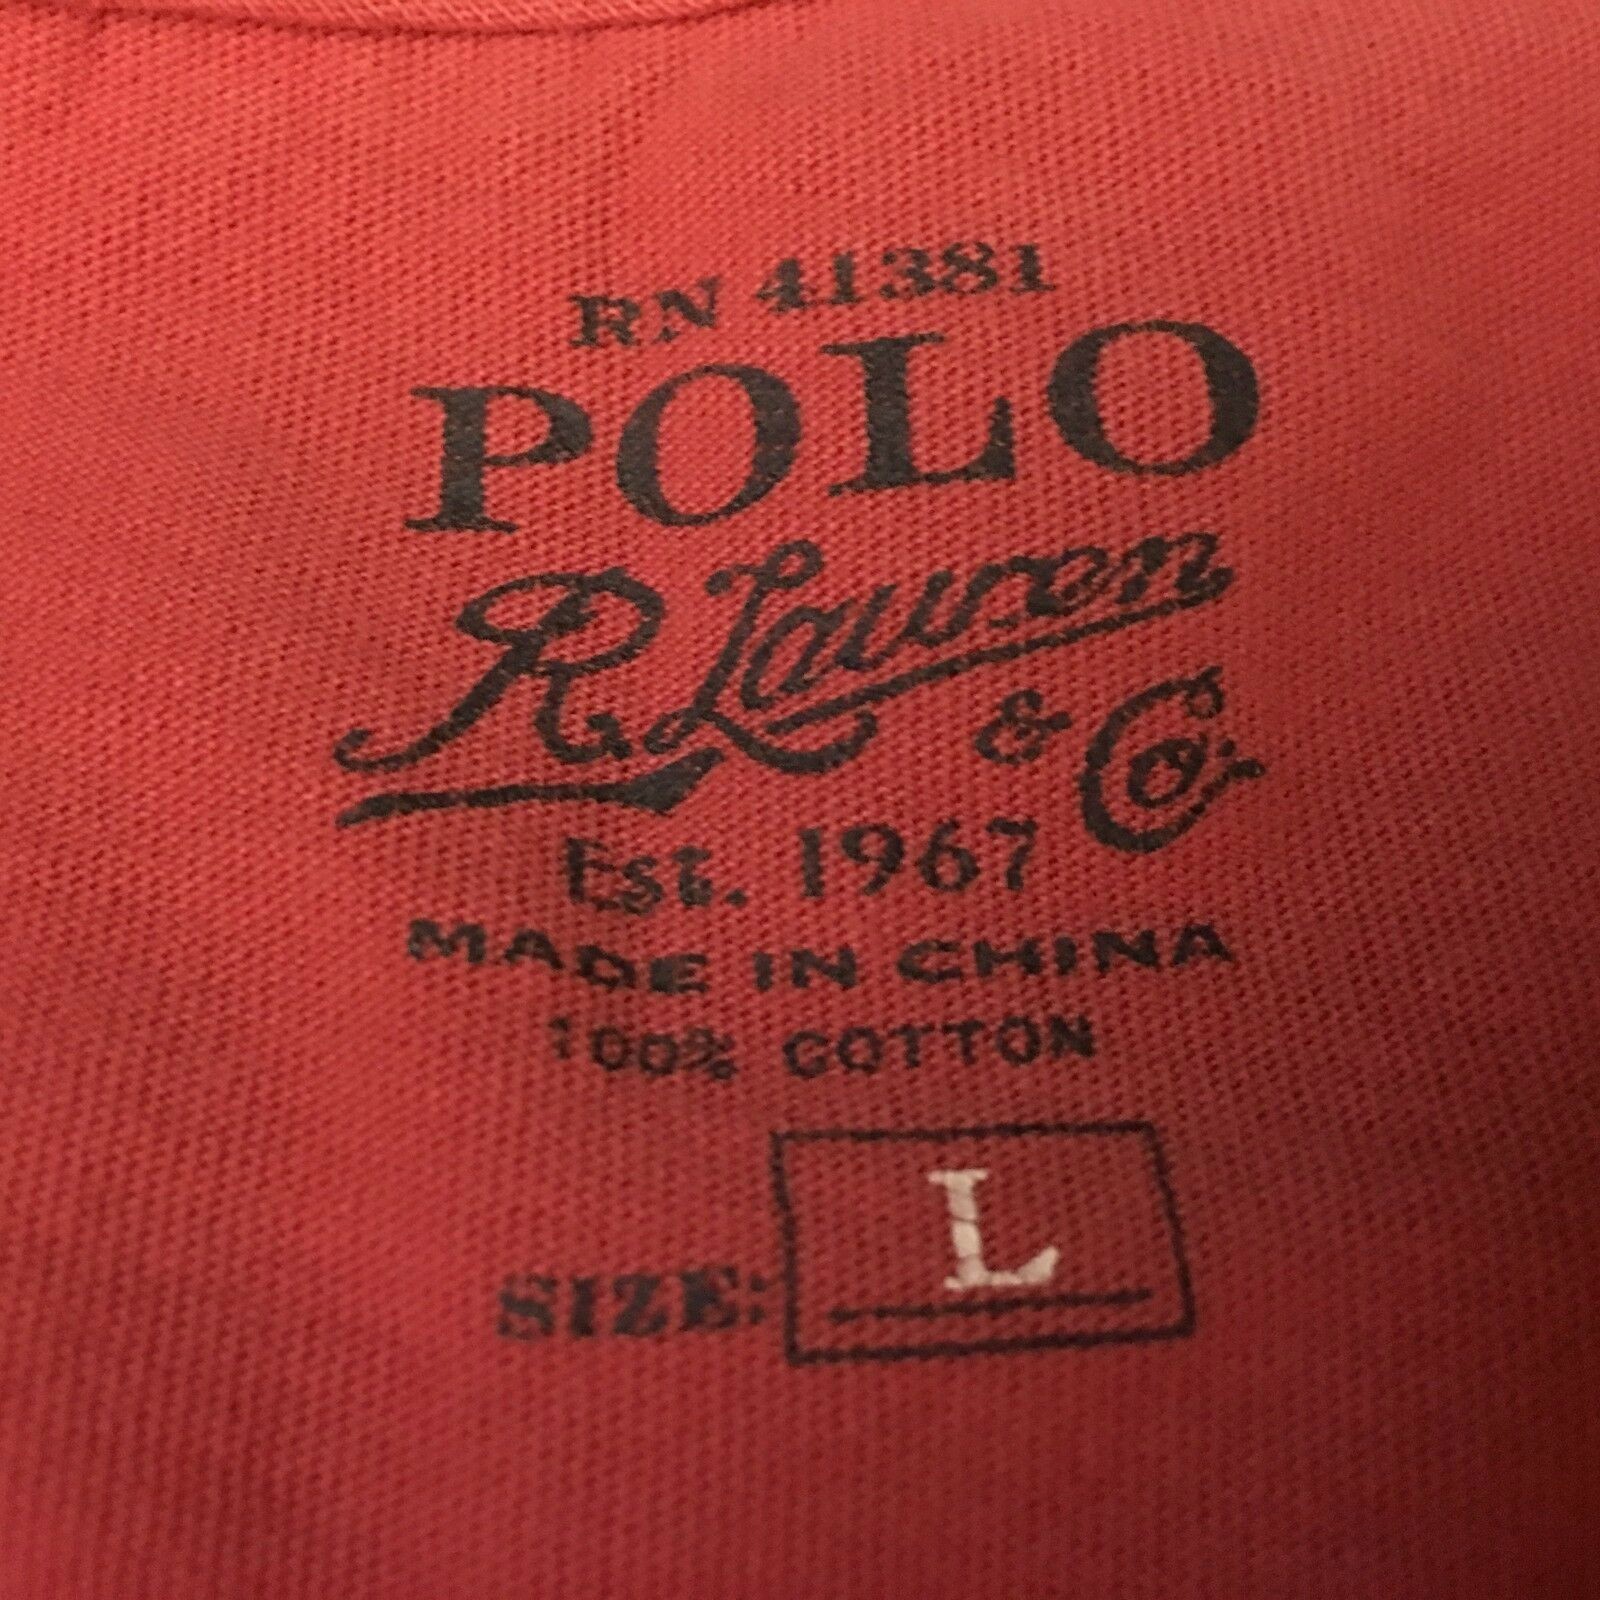 RN 41381
POLO
R. Lauren
& Co.
Est. 1967
MADE IN CHINA
100% COTTON
SIZE: L